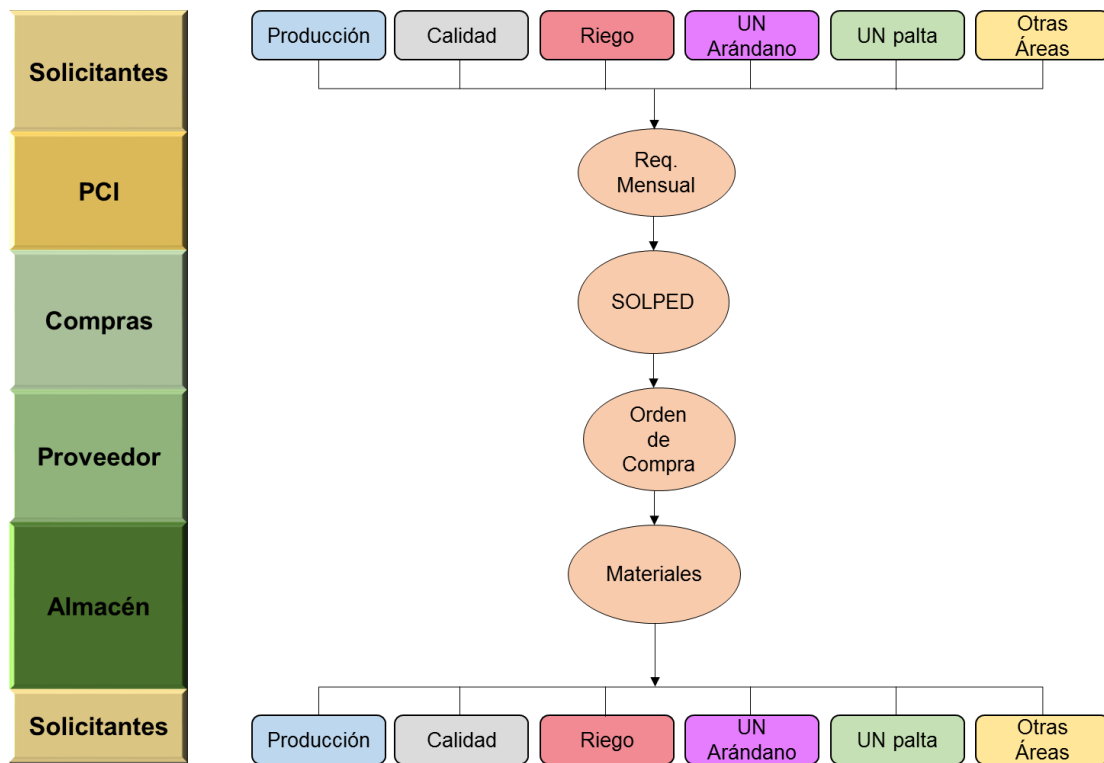 Solicitantes
Producción
Calidad
Riego
UN
Arándano
UN palta
Otras
Áreas
PCI
Req.
Mensual
Compras
SOLPED
Proveedor
Orden
de
Compra
Almacén
Materiales
Solicitantes
Producción
Calidad
Riego
UN
Arándano
UN palta
Otras
Áreas